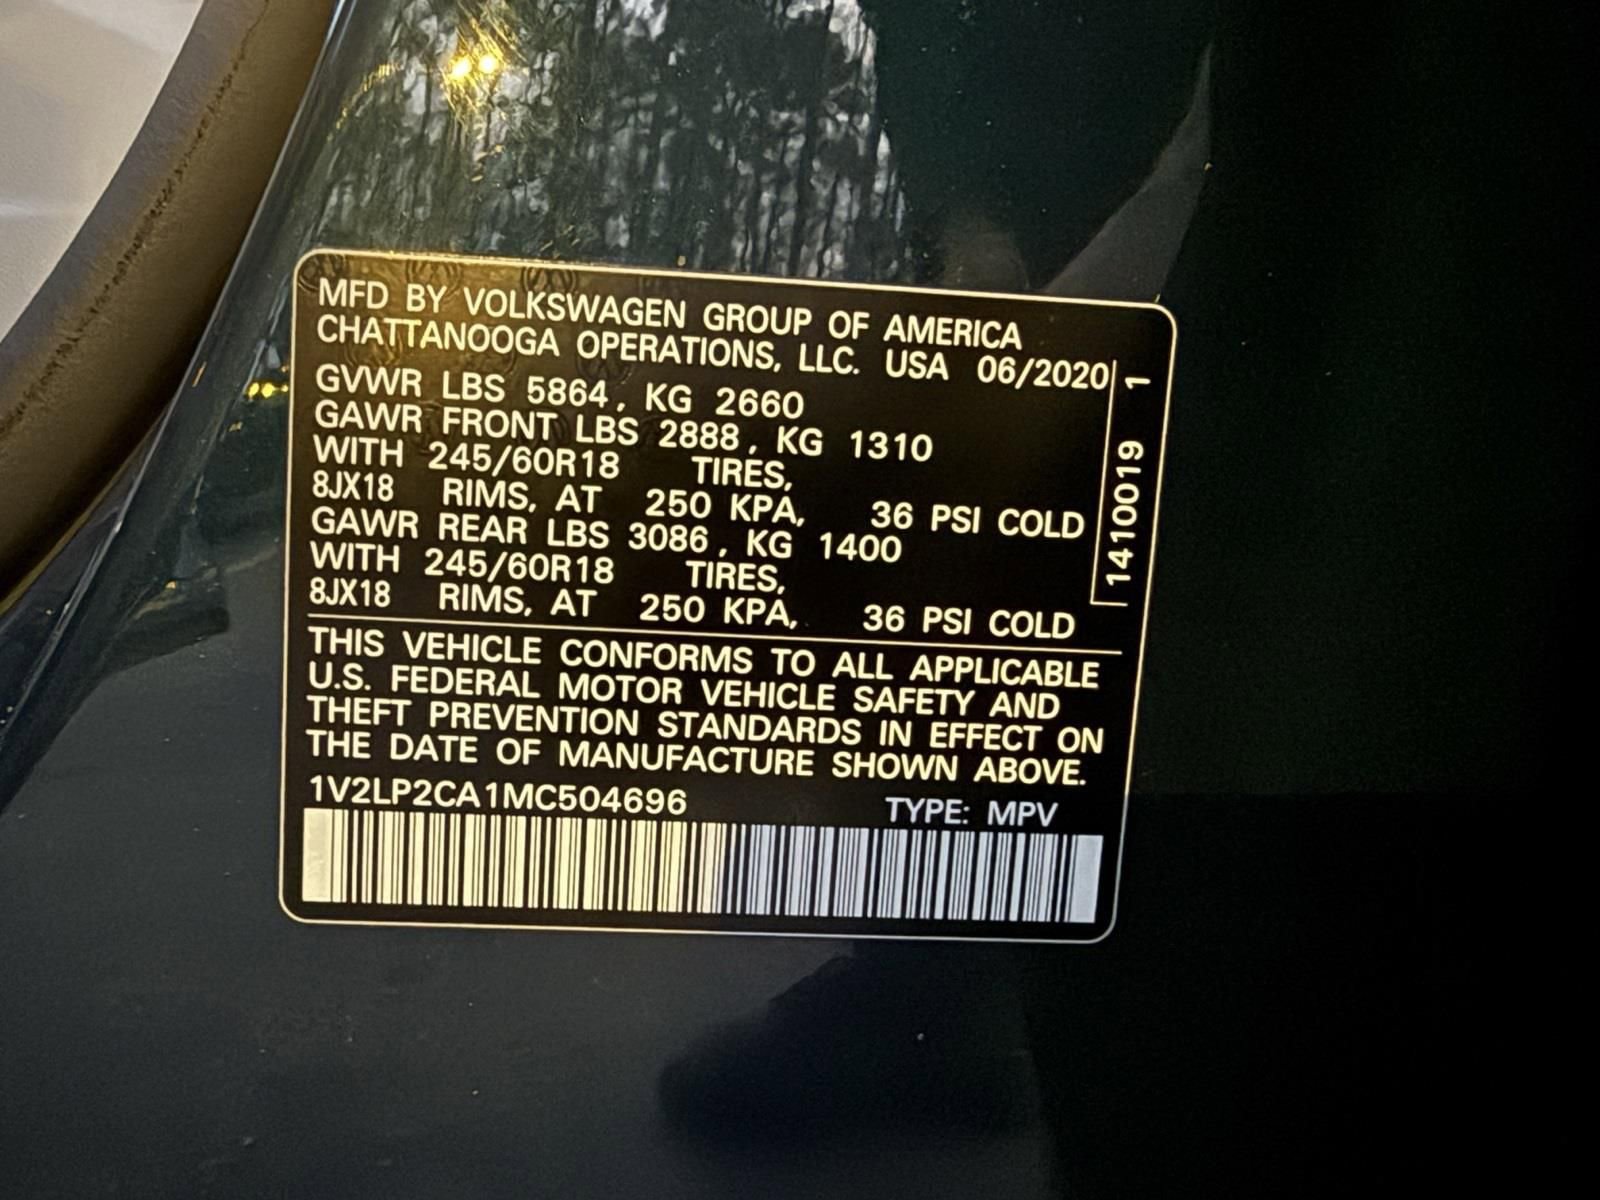 MFD BY VOLKSWAGEN GROUP OF AMERICA
CHATTANOOGA OPERATIONS, LLC. USA 06/2020
GVWR LBS 5864, KG 2660
GAWR FRONT LBS 2888, KG 1310
WITH 245/60R18 TIRES,
8JX18 RIMS, AT 250 KPA, 36 PSI COLD
GAWR REAR LBS 3086, KG 1400
WITH 245/60R18 TIRES,
8JX18 RIMS, AT 250 KPA, 36 PSI COLD
1410019 1
THIS VEHICLE CONFORMS TO ALL APPLICABLE
U.S. FEDERAL MOTOR VEHICLE SAFETY AND
THEFT PREVENTION STANDARDS IN EFFECT ON
THE DATE OF MANUFACTURE SHOWN ABOVE.
1V2LP2CA1MC504696 TYPE: MPV